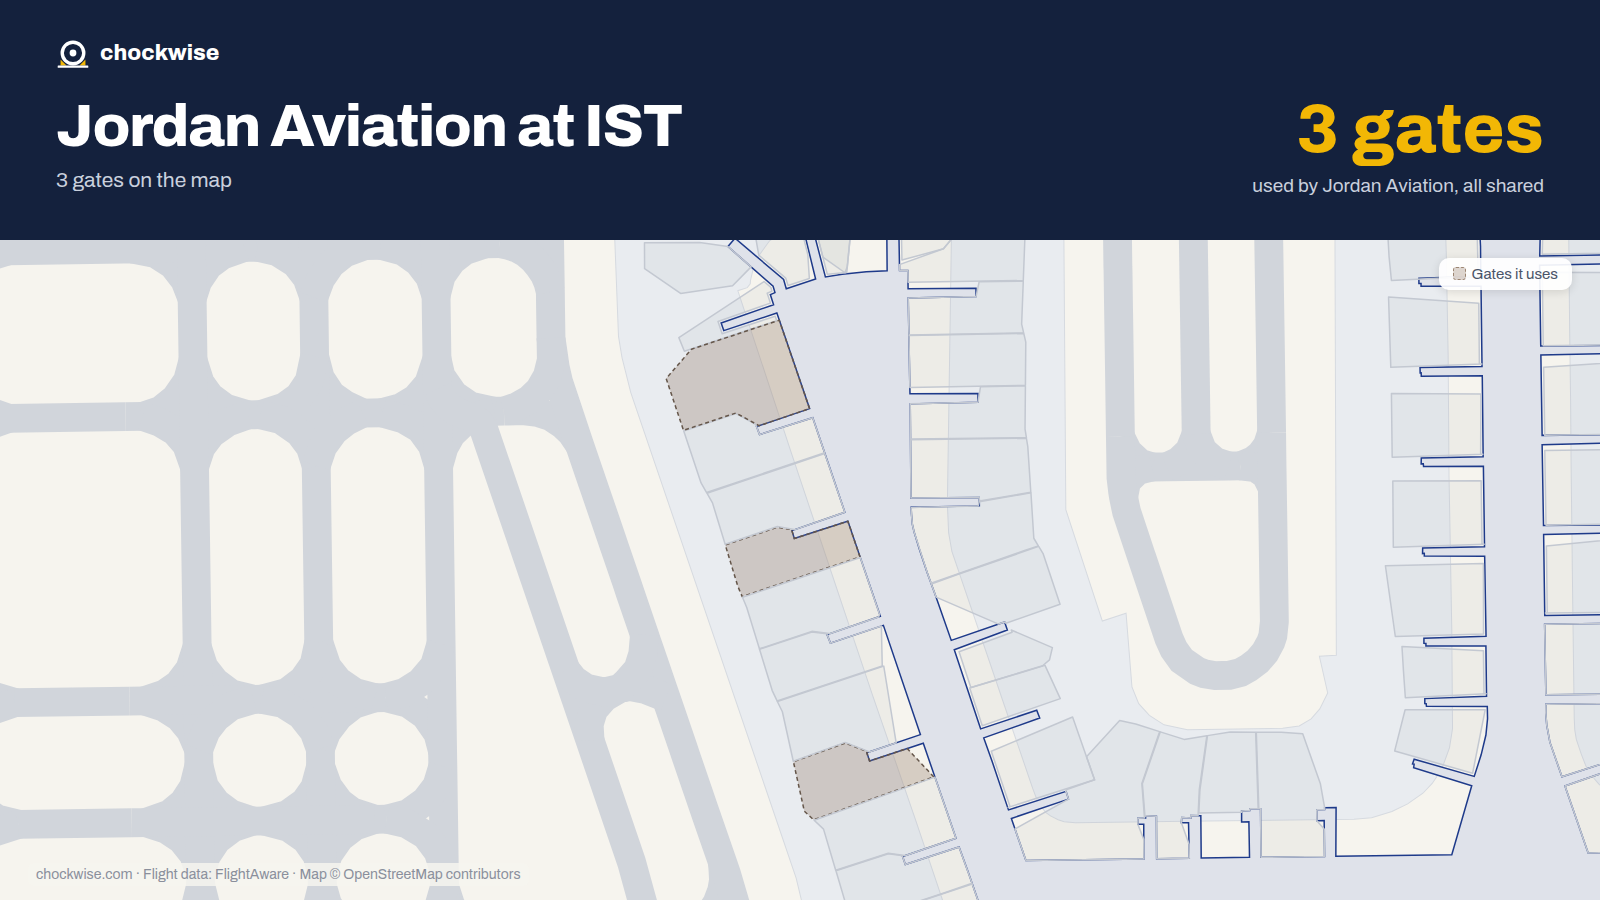 chockwise
Jordan Aviation at IST
3 gates on the map
3 gates
used by Jordan Aviation, all shared
Gates it uses
chockwise.com · Flight data: FlightAware · Map © OpenStreetMap contributors